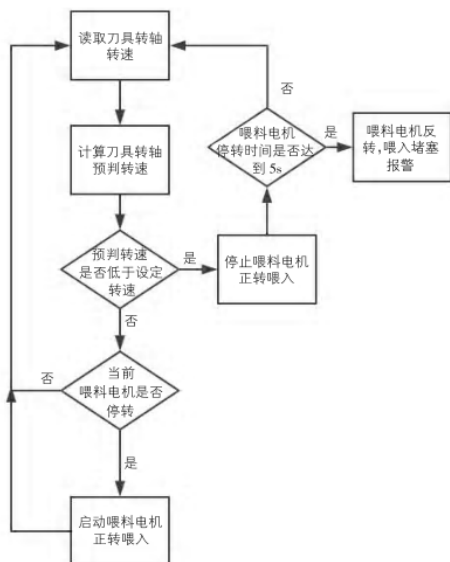 读取刀具转轴
转速
计算刀具转轴
预判转速
预判转速
是否低于设定
转速
是
否
停止喂料电机
正转喂入
喂料电机
停转时间是否达
到 5s
否
是
喂料电机反
转,喂入堵塞
报警
当前
喂料电机是否
停转
否
是
启动喂料电机
正转喂入